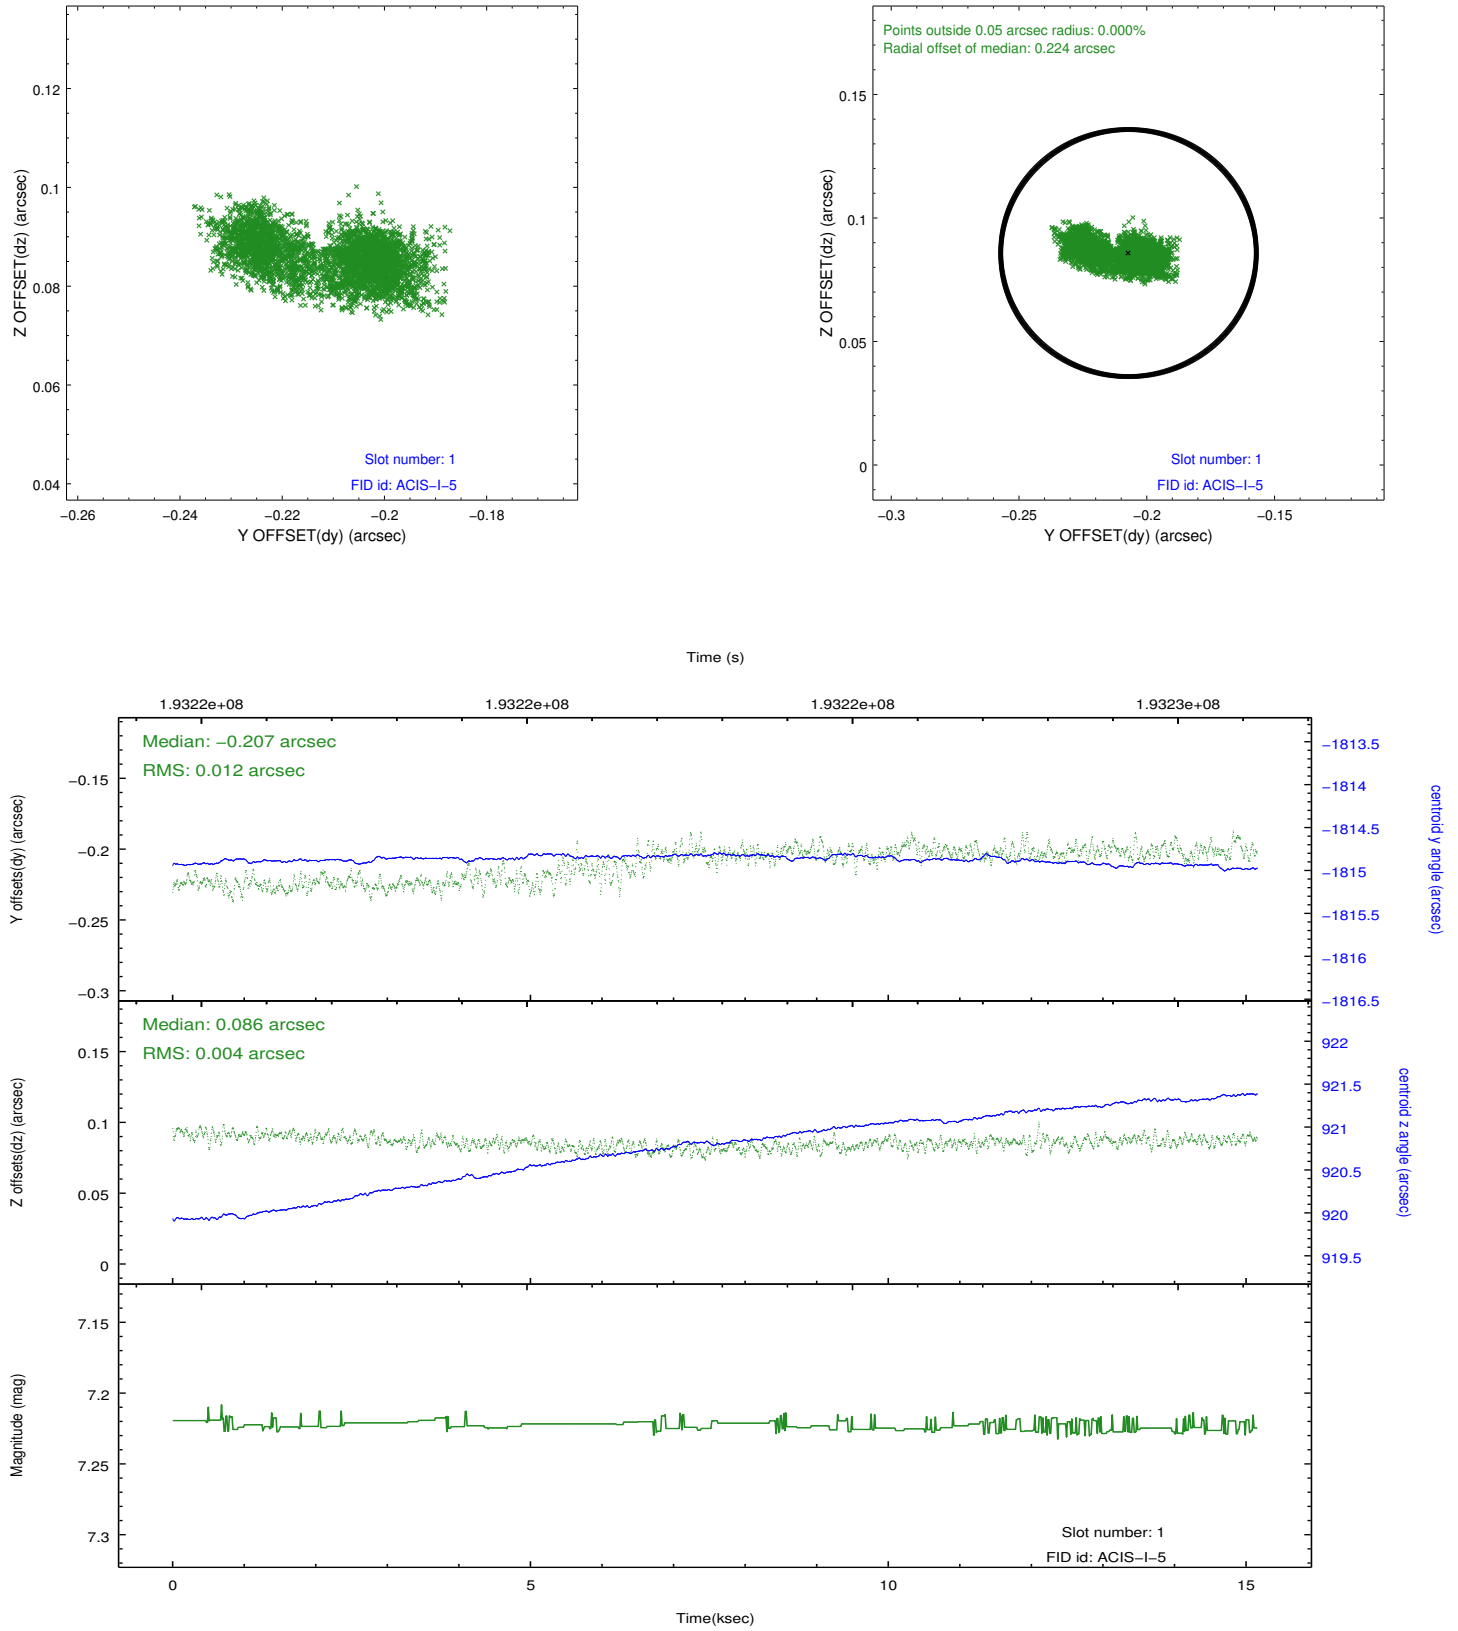 0.12
0.1
0.08
0.06
0.04
Z OFFSET(dz) (arcsec)
Slot number: 1
FID id: ACIS−I−5
−0.26 −0.24 −0.22 −0.2 −0.18
Y OFFSET(dy) (arcsec)
Points outside 0.05 arcsec radius: 0.000%
Radial offset of median: 0.224 arcsec
0.15
0.1
0.05
0
Z OFFSET(dz) (arcsec)
Slot number: 1
FID id: ACIS−I−5
−0.3 −0.25 −0.2 −0.15
Y OFFSET(dy) (arcsec)
Time (s)
1.9322e+08 1.9322e+08 1.9322e+08 1.9323e+08
Median: −0.207 arcsec
RMS: 0.012 arcsec
−0.15
−0.2
−0.25
−0.3
Y offsets(dy) (arcsec)
−1813.5
−1814
−1814.5
−1815
−1815.5
−1816
−1816.5
centroid y angle (arcsec)
Median: 0.086 arcsec
RMS: 0.004 arcsec
0.15
0.1
0.05
0
Z offsets(dz) (arcsec)
922
921.5
921
920.5
920
919.5
centroid z angle (arcsec)
7.15
7.2
7.25
7.3
Magnitude (mag)
Slot number: 1
FID id: ACIS−I−5
0 5 10 15
Time(ksec)